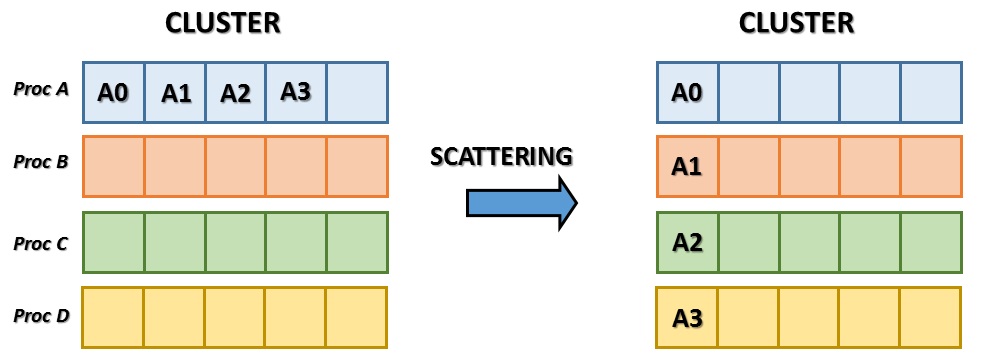 CLUSTER
CLUSTER
Proc A
A0 A1 A2 A3
A0
Proc B
SCATTERING
A1
Proc C
A2
Proc D
A3